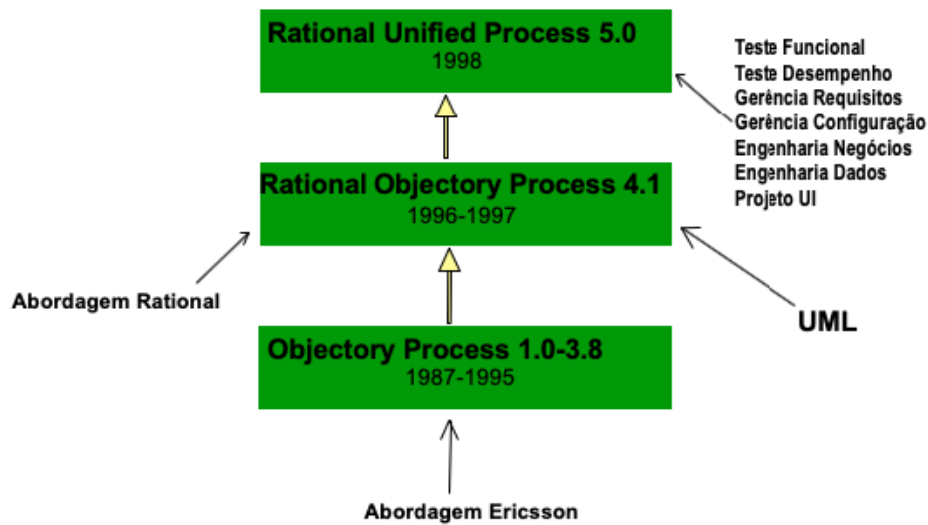 Rational Unified Process 5.0
1998
Teste Funcional
Teste Desempenho
Gerência Requisitos
Gerência Configuração
Engenharia Negócios
Engenharia Dados
Projeto UI
Rational Objectory Process 4.1
1996-1997
Abordagem Rational
UML
Objectory Process 1.0-3.8
1987-1995
Abordagem Ericsson